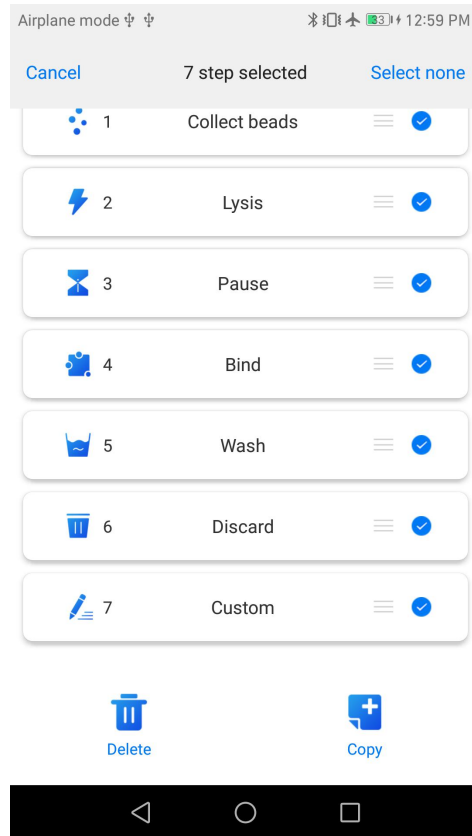 Airplane mode 33 12:59 PM
Cancel 7 step selected Select none
1 Collect beads
2 Lysis
3 Pause
4 Bind
5 Wash
6 Discard
7 Custom
Delete Copy